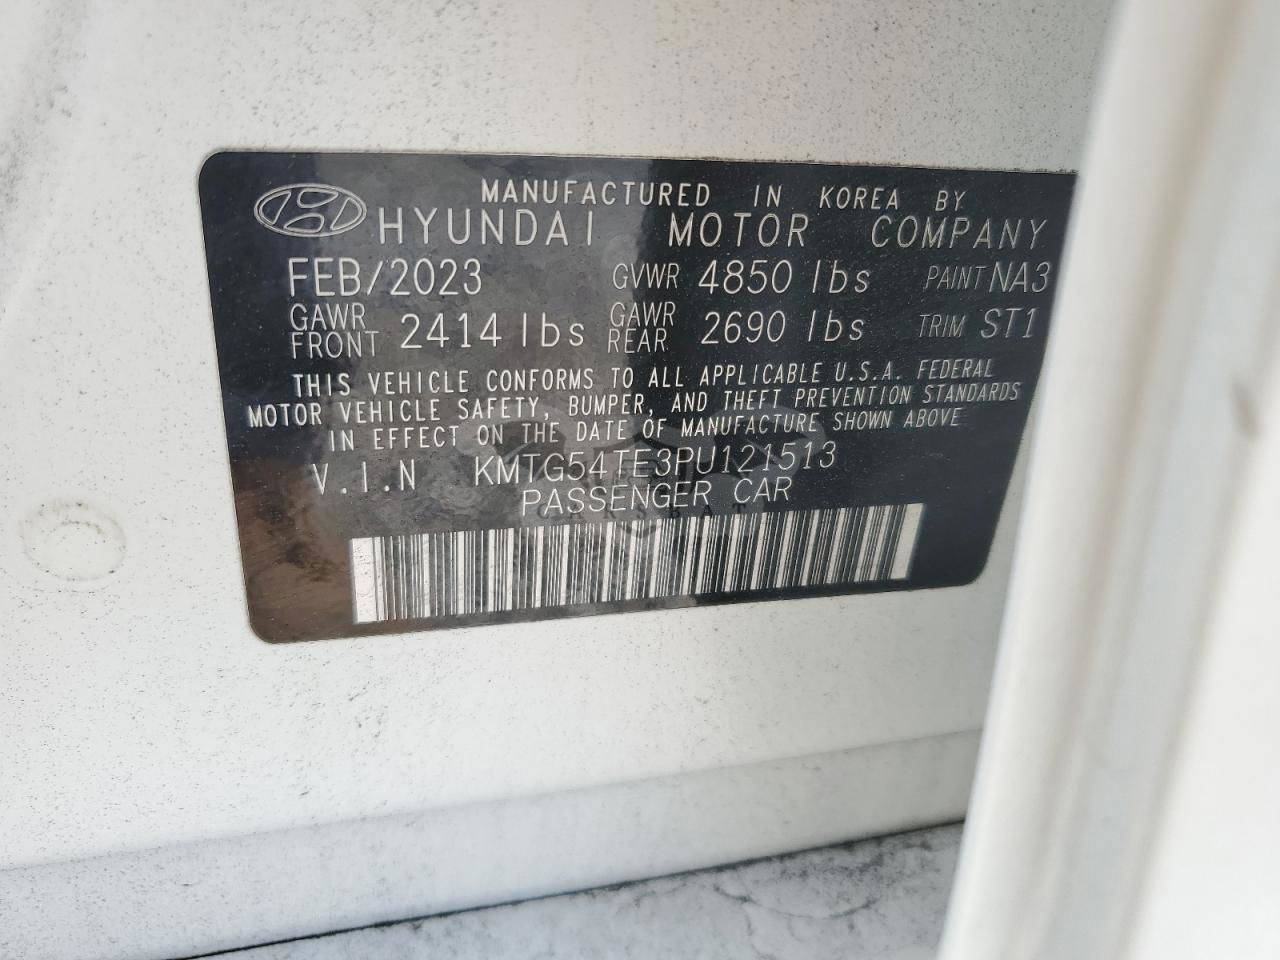 MANUFACTURED IN KOREA BY
HYUNDAI MOTOR COMPANY
FEB/2023 GVWR 4850 lbs PAINT NA3
GAWR FRONT 2414 lbs GAWR REAR 2690 lbs TRIM ST1
THIS VEHICLE CONFORMS TO ALL APPLICABLE U.S.A. FEDERAL
MOTOR VEHICLE SAFETY, BUMPER, AND THEFT PREVENTION STANDARDS
IN EFFECT ON THE DATE OF MANUFACTURE SHOWN ABOVE
V.I.N KMTG54TE3PU121513
PASSENGER CAR
CARSBAT